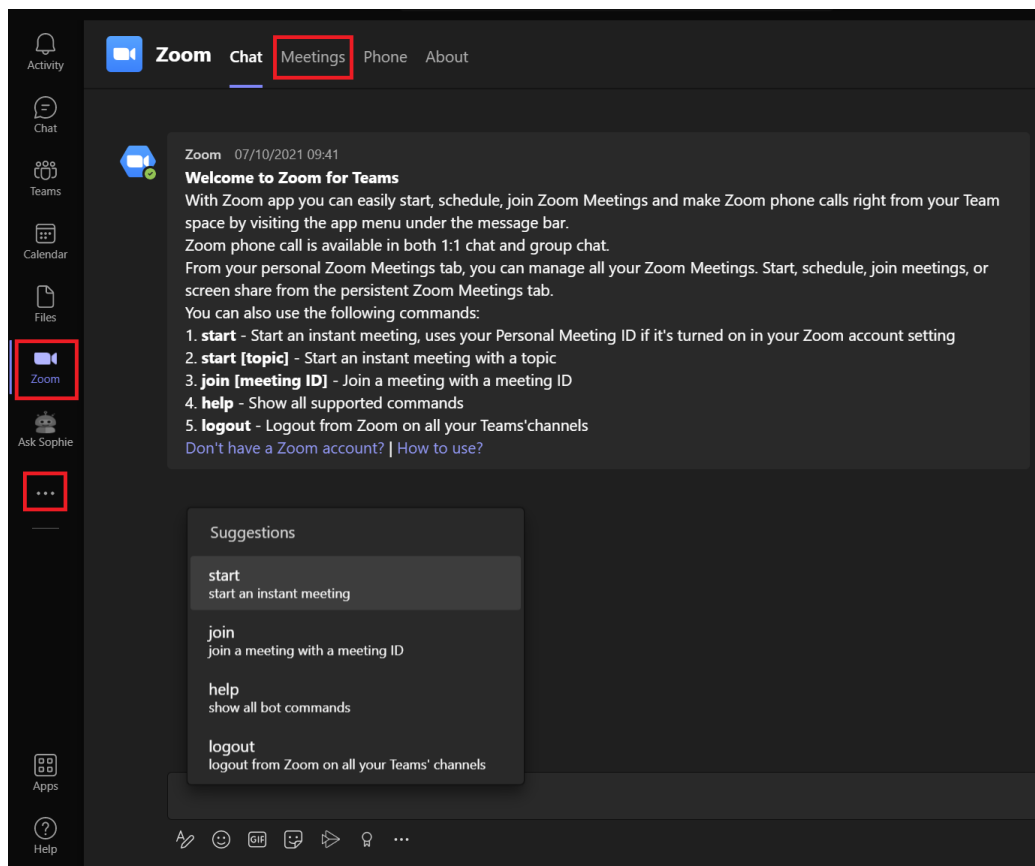 Activity
Chat
Teams
Calendar
Files
Zoom
Ask Sophie
Apps
Help
Zoom Chat Meetings Phone About
Zoom 07/10/2021 09:41
Welcome to Zoom for Teams
With Zoom app you can easily start, schedule, join Zoom Meetings and make Zoom phone calls right from your Team
space by visiting the app menu under the message bar.
Zoom phone call is available in both 1:1 chat and group chat.
From your personal Zoom Meetings tab, you can manage all your Zoom Meetings. Start, schedule, join meetings, or
screen share from the persistent Zoom Meetings tab.
You can also use the following commands:
1. start - Start an instant meeting, uses your Personal Meeting ID if it's turned on in your Zoom account setting
2. start [topic] - Start an instant meeting with a topic
3. join [meeting ID] - Join a meeting with a meeting ID
4. help - Show all supported commands
5. logout - Logout from Zoom on all your Teams'channels
Don't have a Zoom account? | How to use?
Suggestions
start
start an instant meeting
join
join a meeting with a meeting ID
help
show all bot commands
logout
logout from Zoom on all your Teams' channels
GIF